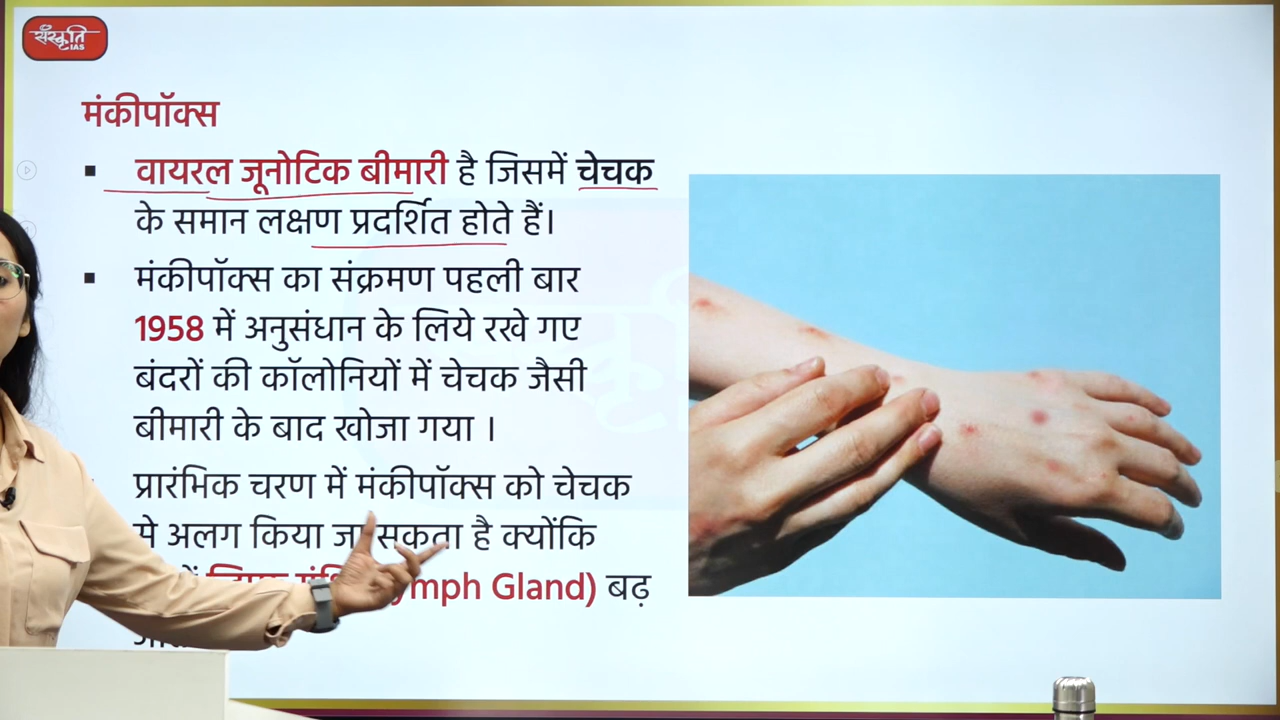 संस्कृति
IAS
मंकीपॉक्स
वायरल जूनोटिक बीमारी है जिसमें चेचक
के समान लक्षण प्रदर्शित होते हैं।
मंकीपॉक्स का संक्रमण पहली बार
1958 में अनुसंधान के लिये रखे गए
बंदरों की कॉलोनियों में चेचक जैसी
बीमारी के बाद खोजा गया ।
प्रारंभिक चरण में मंकीपॉक्स को चेचक
से अलग किया जा सकता है क्योंकि
ymph Gland) बढ़